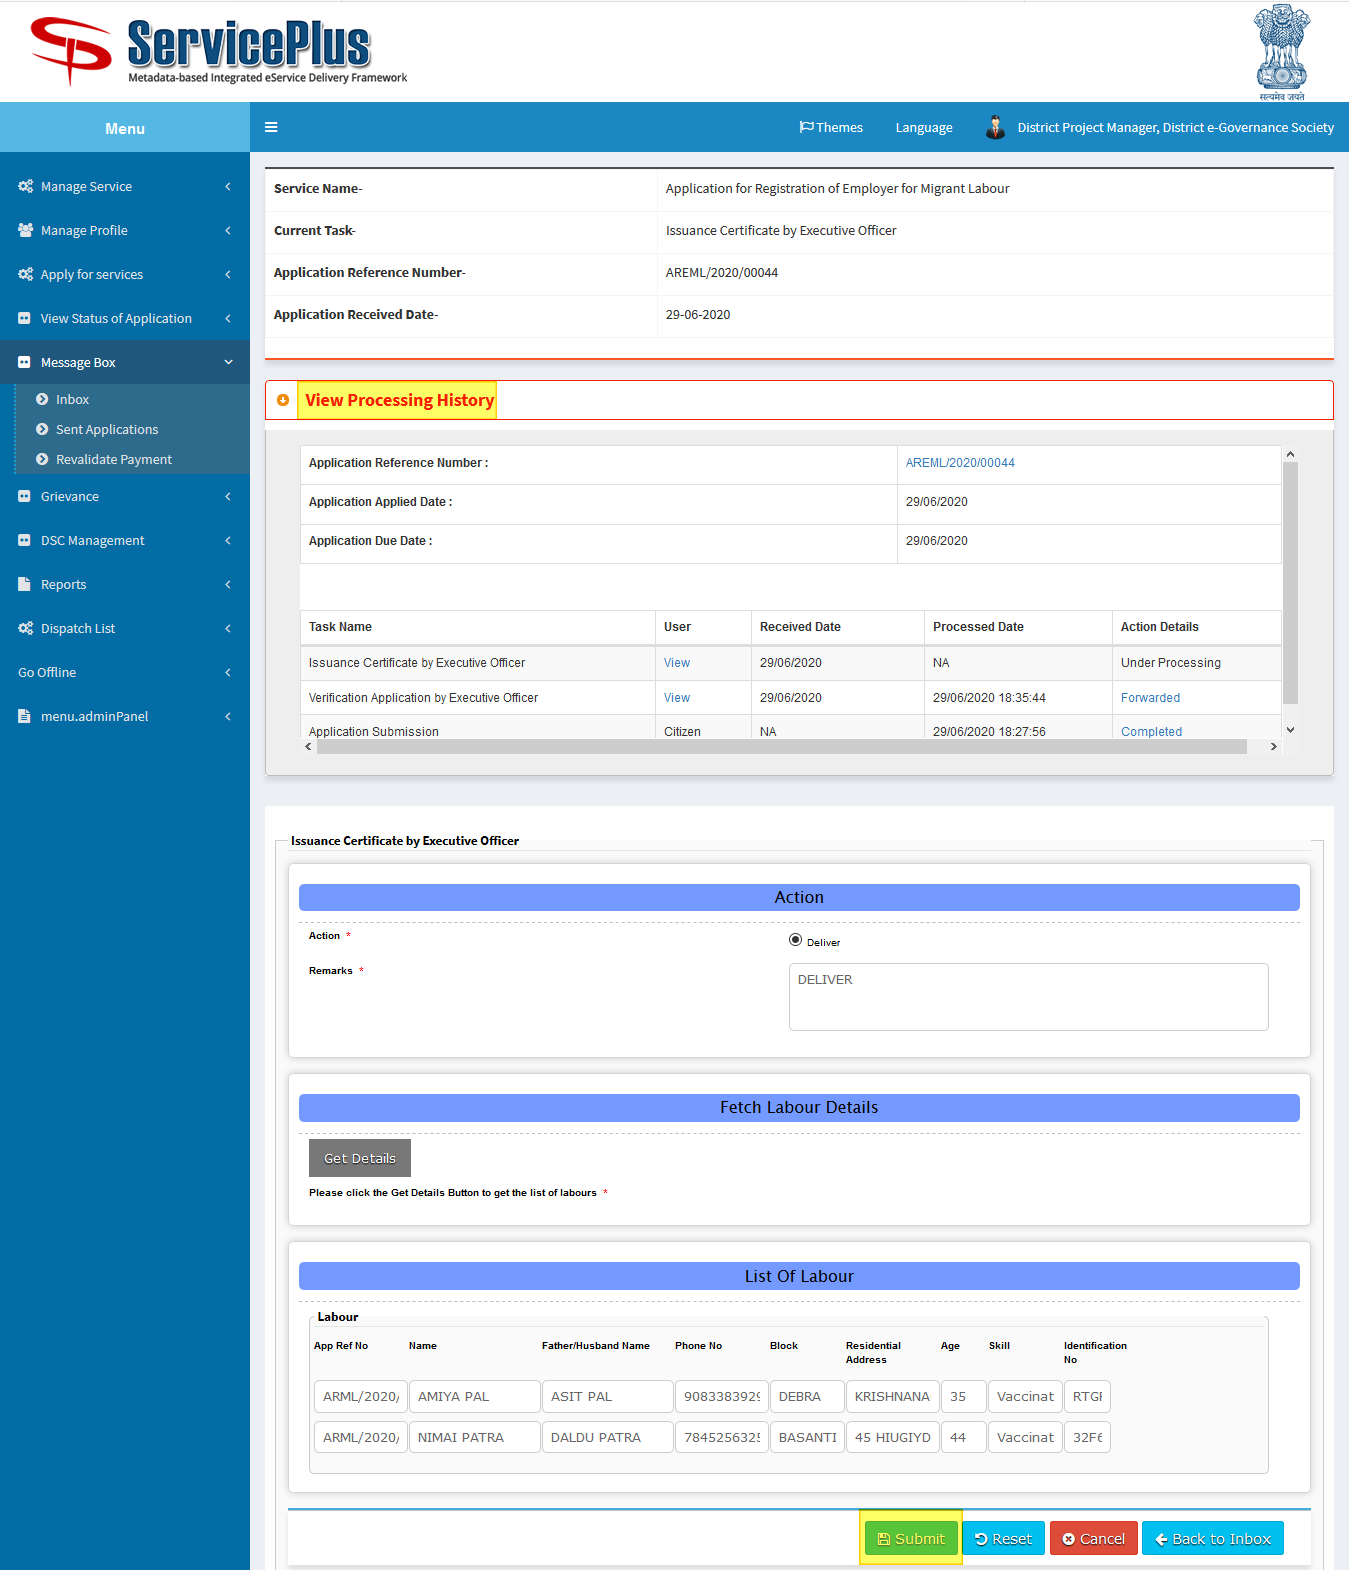 ServicePlus
Metadata-based Integrated eService Delivery Framework
सत्यमेव जयते
Menu
Themes Language District Project Manager, District e-Governance Society
Manage Service
Manage Profile
Apply for services
View Status of Application
Message Box
Inbox
Sent Applications
Revalidate Payment
Grievance
DSC Management
Reports
Dispatch List
Go Offline
menu.adminPanel
Service Name- Application for Registration of Employer for Migrant Labour
Current Task- Issuance Certificate by Executive Officer
Application Reference Number- AREML/2020/00044
Application Received Date- 29-06-2020
View Processing History
Application Reference Number : AREML/2020/00044
Application Applied Date : 29/06/2020
Application Due Date : 29/06/2020
Task Name User Received Date Processed Date Action Details
Issuance Certificate by Executive Officer View 29/06/2020 NA Under Processing
Verification Application by Executive Officer View 29/06/2020 29/06/2020 18:35:44 Forwarded
Application Submission Citizen NA 29/06/2020 18:27:56 Completed
Issuance Certificate by Executive Officer
Action
Action * Deliver
Remarks * DELIVER
Fetch Labour Details
Get Details
Please click the Get Details Button to get the list of labours *
List Of Labour
Labour
App Ref No Name Father/Husband Name Phone No Block Residential Address Age Skill Identification No
ARML/2020/ AMIYA PAL ASIT PAL 9083383929 DEBRA KRISHNANA 35 Vaccinat RTGF
ARML/2020/ NIMAI PATRA DALDU PATRA 7845256325 BASANTI 45 HIUGIYD 44 Vaccinat 32F6
Submit Reset Cancel Back to Inbox